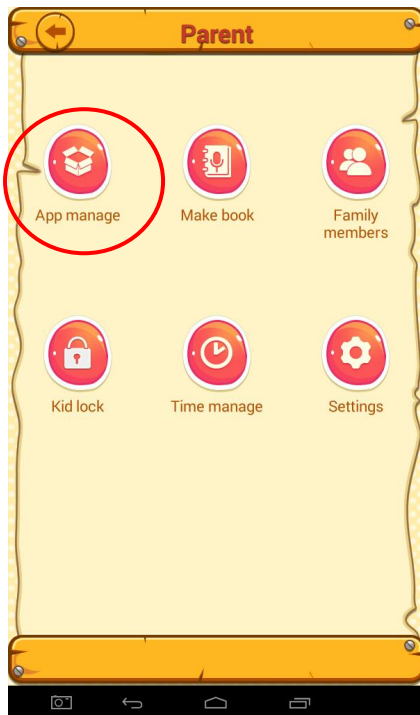 Parent
App manage
Make book
Family
members
Kid lock
Time manage
Settings